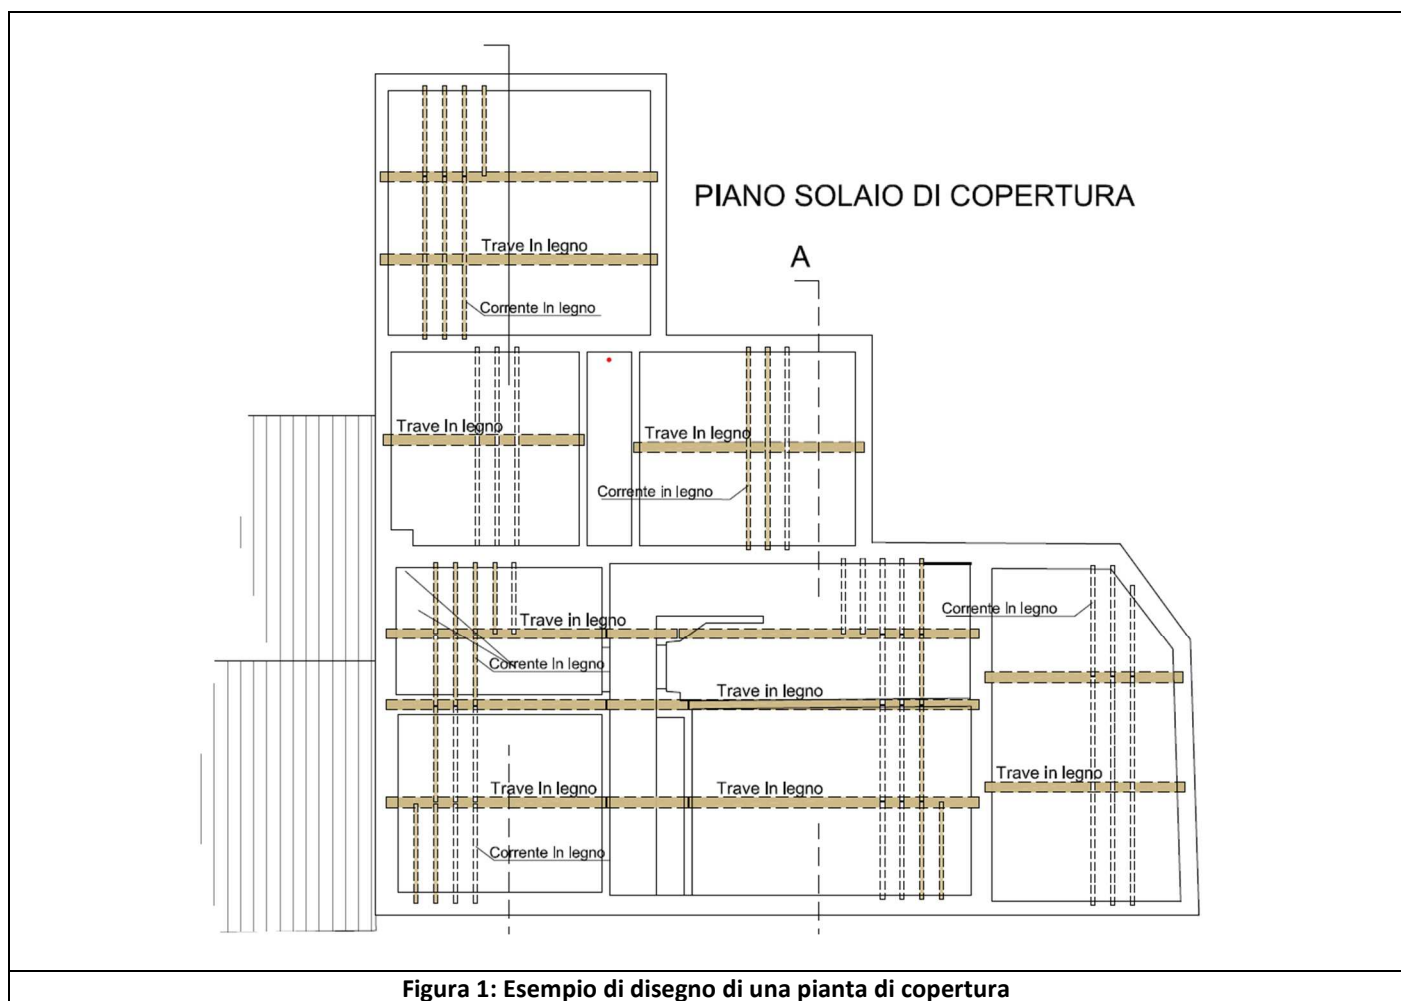 PIANO SOLAIO DI COPERTURA
Trave In legno
A
Corrente In legno
Trave In legno
Trave In legno
Corrente in legno
Corrente In legno
Trave in legno
Corrente In legno
Trave in legno
Trave in legno
Trave In legno
Trave In legno
Corrente In legno
Figura 1: Esempio di disegno di una pianta di copertura